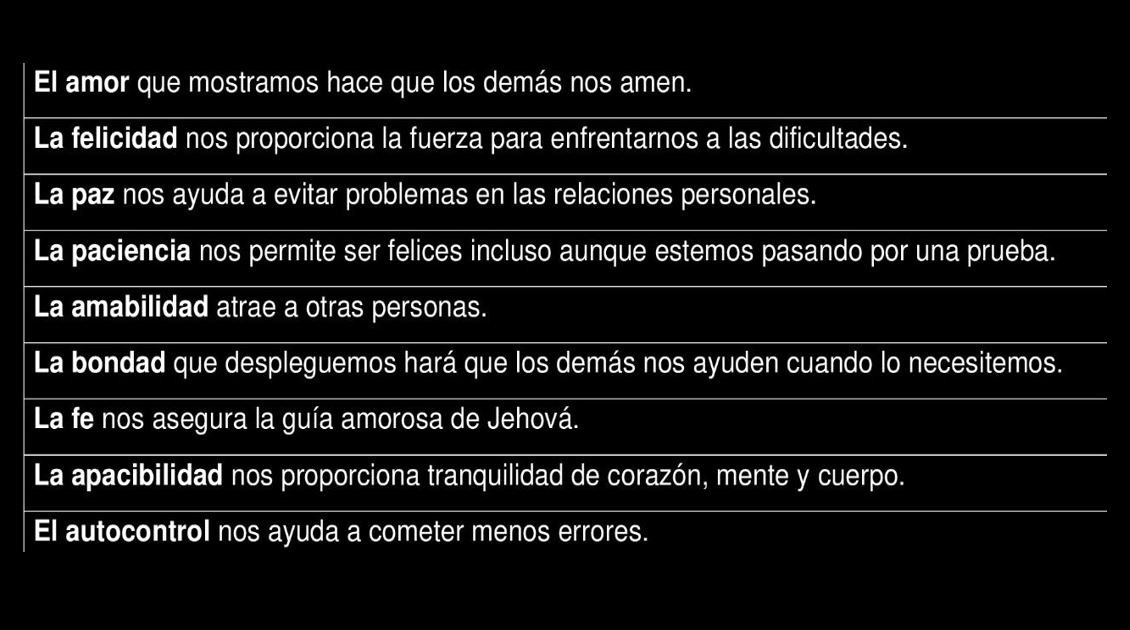 El amor que mostramos hace que los demás nos amen.
La felicidad nos proporciona la fuerza para enfrentarnos a las dificultades.
La paz nos ayuda a evitar problemas en las relaciones personales.
La paciencia nos permite ser felices incluso aunque estemos pasando por una prueba.
La amabilidad atrae a otras personas.
La bondad que despleguemos hará que los demás nos ayuden cuando lo necesitemos.
La fe nos asegura la guía amorosa de Jehová.
La apacibilidad nos proporciona tranquilidad de corazón, mente y cuerpo.
El autocontrol nos ayuda a cometer menos errores.